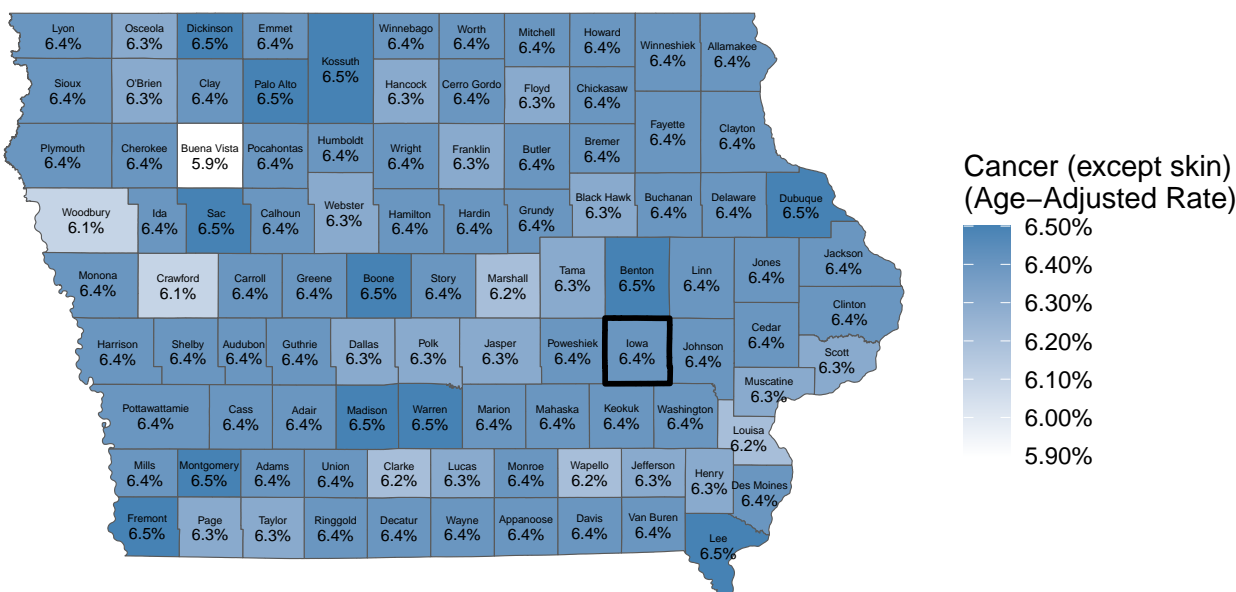 Lyon
6.4%
Osceola
6.3%
Dickinson
6.5%
Emmet
6.4%
Kossuth
6.5%
Winnebago
6.4%
Worth
6.4%
Mitchell
6.4%
Howard
6.4%
Winneshiek
6.4%
Allamakee
6.4%
Sioux
6.4%
O'Brien
6.3%
Clay
6.4%
Palo Alto
6.5%
Hancock
6.3%
Cerro Gordo
6.4%
Floyd
6.3%
Chickasaw
6.4%
Fayette
6.4%
Clayton
6.4%
Plymouth
6.4%
Cherokee
6.4%
Buena Vista
5.9%
Pocahontas
6.4%
Humboldt
6.4%
Wright
6.4%
Franklin
6.3%
Butler
6.4%
Bremer
6.4%
Woodbury
6.1%
Ida
6.4%
Sac
6.5%
Calhoun
6.4%
Webster
6.3%
Hamilton
6.4%
Hardin
6.4%
Grundy
6.4%
Black Hawk
6.3%
Buchanan
6.4%
Delaware
6.4%
Dubuque
6.5%
Monona
6.4%
Crawford
6.1%
Carroll
6.4%
Greene
6.4%
Boone
6.5%
Story
6.4%
Marshall
6.2%
Tama
6.3%
Benton
6.5%
Linn
6.4%
Jones
6.4%
Jackson
6.4%
Clinton
6.4%
Harrison
6.4%
Shelby
6.4%
Audubon
6.4%
Guthrie
6.4%
Dallas
6.3%
Polk
6.3%
Jasper
6.3%
Poweshiek
6.4%
Iowa
6.4%
Johnson
6.4%
Cedar
6.4%
Scott
6.3%
Muscatine
6.3%
Pottawattamie
6.4%
Cass
6.4%
Adair
6.4%
Madison
6.5%
Warren
6.5%
Marion
6.4%
Mahaska
6.4%
Keokuk
6.4%
Washington
6.4%
Louisa
6.2%
Mills
6.4%
Montgomery
6.5%
Adams
6.4%
Union
6.4%
Clarke
6.2%
Lucas
6.3%
Monroe
6.4%
Wapello
6.2%
Jefferson
6.3%
Henry
6.3%
Des Moines
6.4%
Fremont
6.5%
Page
6.3%
Taylor
6.3%
Ringgold
6.4%
Decatur
6.4%
Wayne
6.4%
Appanoose
6.4%
Davis
6.4%
Van Buren
6.4%
Lee
6.5%
Cancer (except skin)
(Age−Adjusted Rate)
6.50%
6.40%
6.30%
6.20%
6.10%
6.00%
5.90%